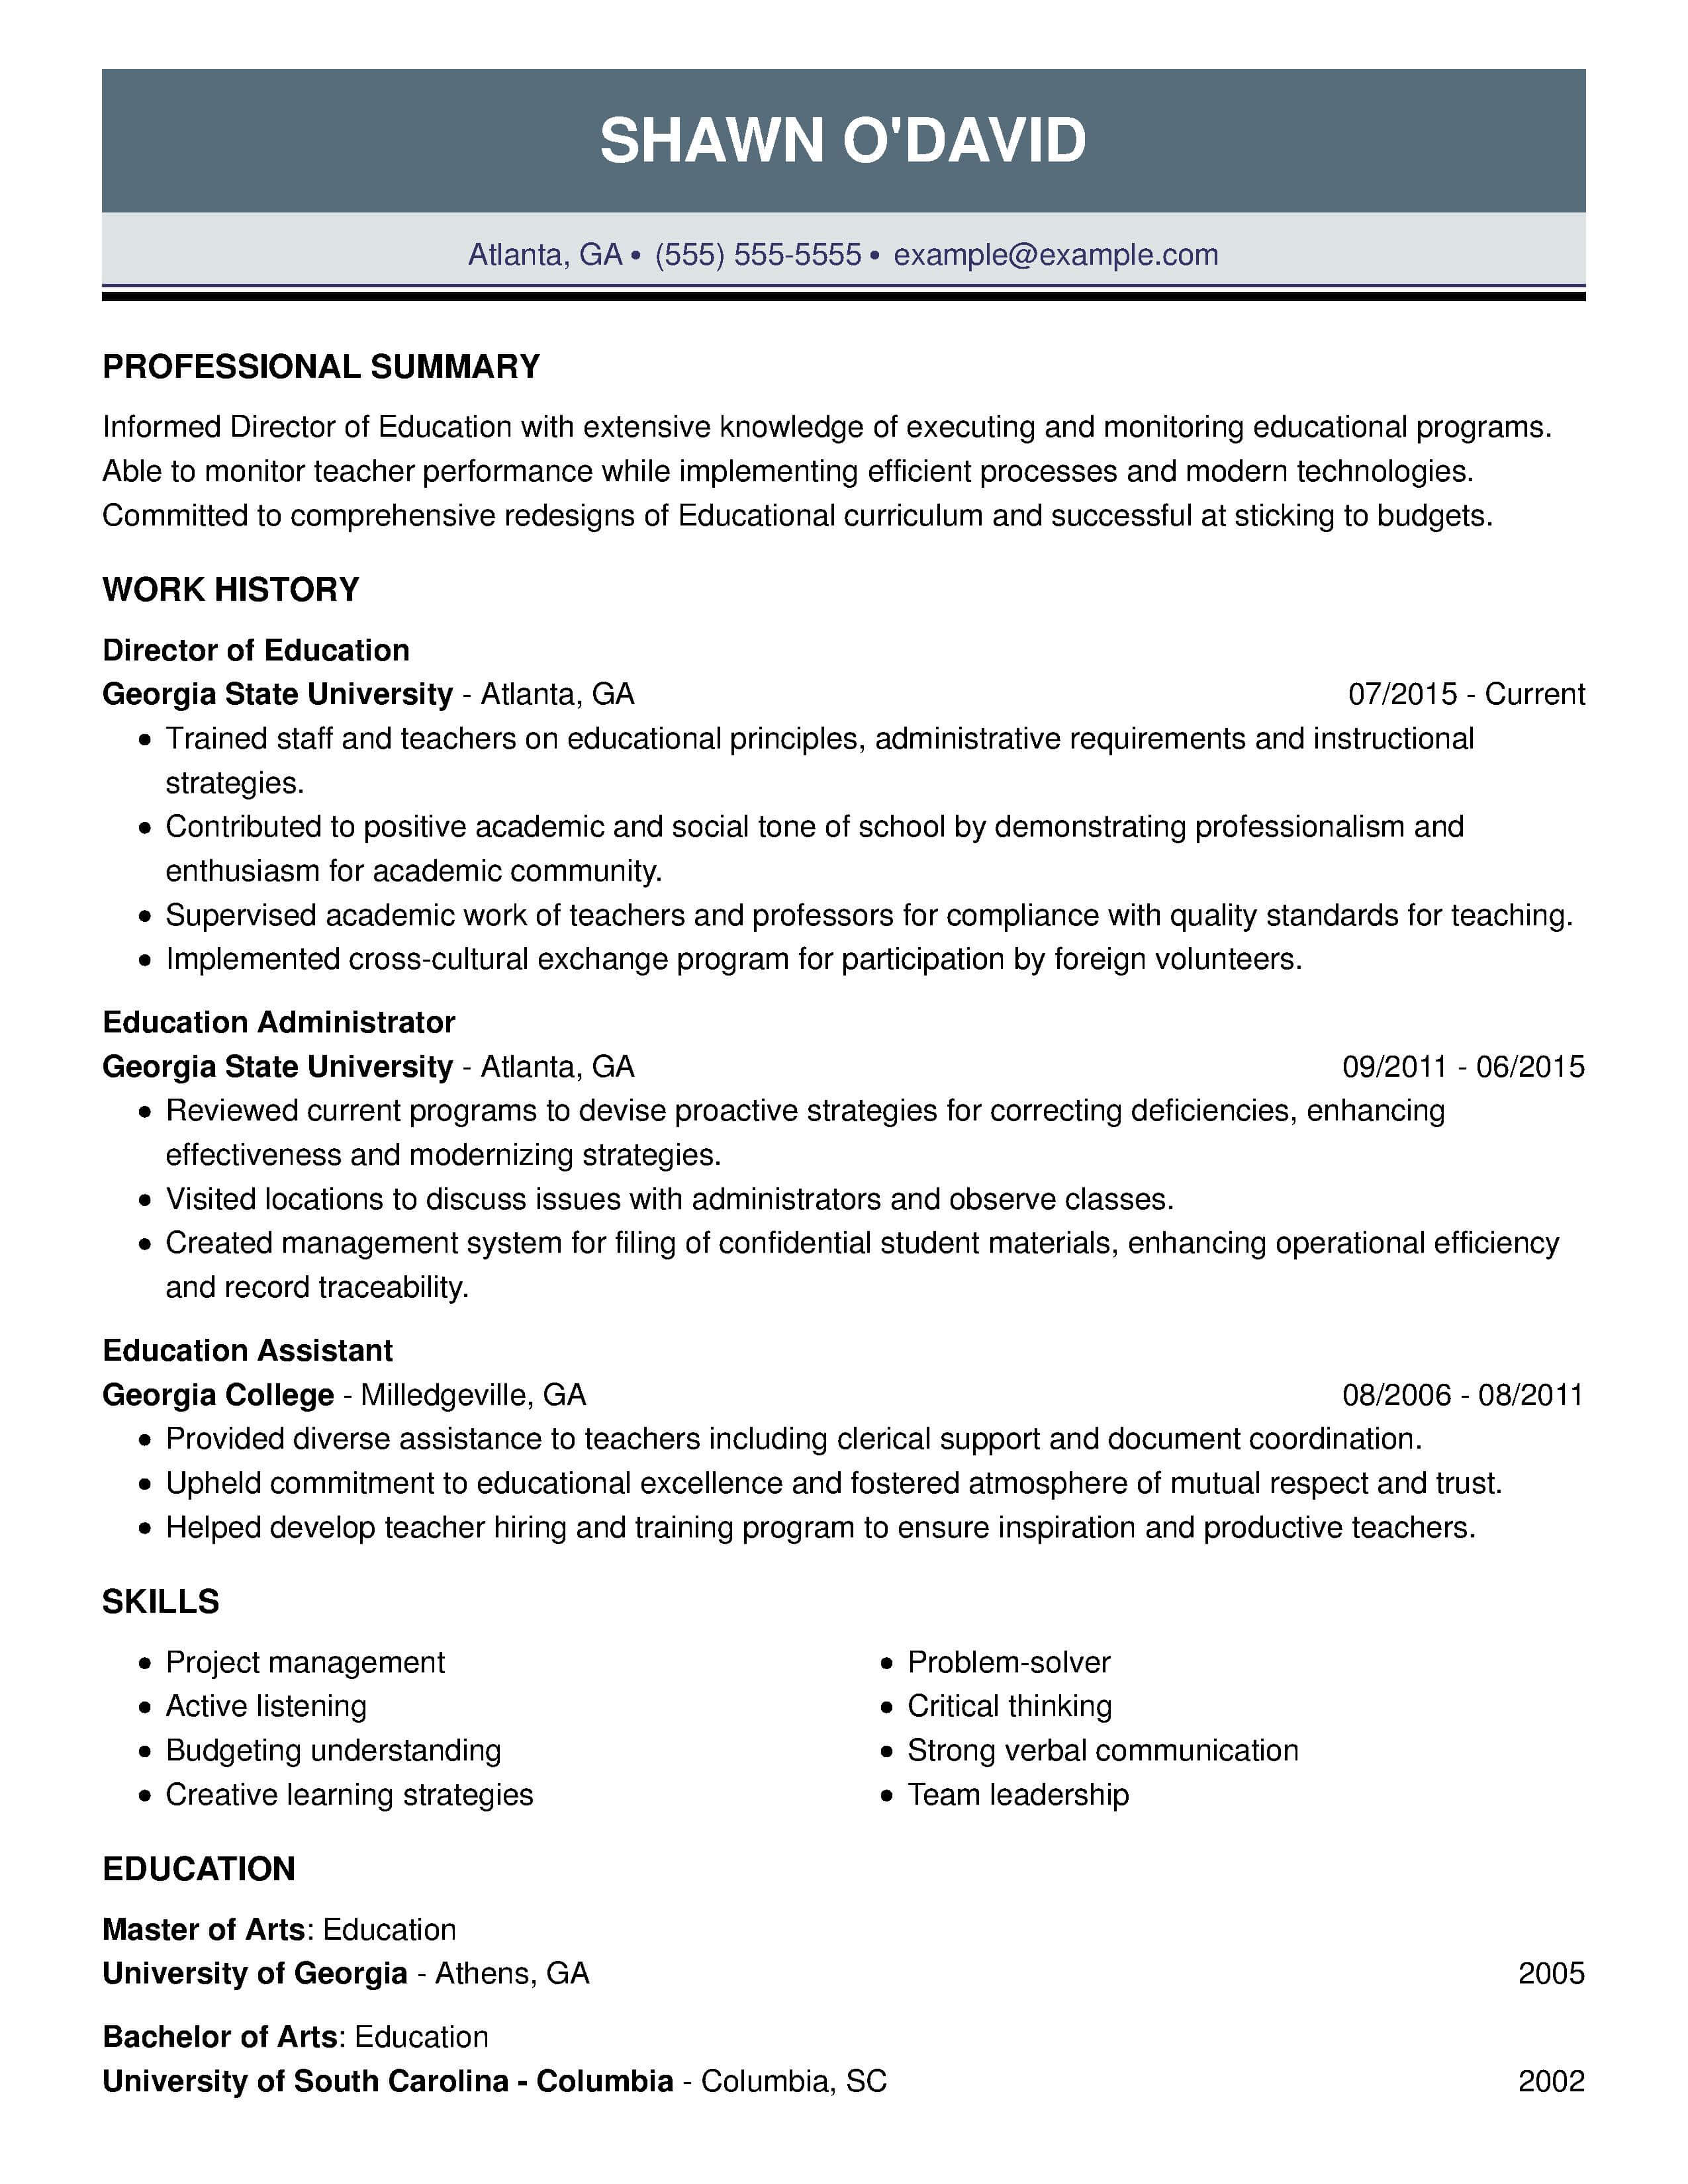 SHAWN O'DAVID
Atlanta, GA • (555) 555-5555 • example@example.com
PROFESSIONAL SUMMARY
Informed Director of Education with extensive knowledge of executing and monitoring educational programs.
Able to monitor teacher performance while implementing efficient processes and modern technologies.
Committed to comprehensive redesigns of Educational curriculum and successful at sticking to budgets.
WORK HISTORY
Director of Education
Georgia State University - Atlanta, GA 07/2015 - Current
• Trained staff and teachers on educational principles, administrative requirements and instructional
strategies.
• Contributed to positive academic and social tone of school by demonstrating professionalism and
enthusiasm for academic community.
• Supervised academic work of teachers and professors for compliance with quality standards for teaching.
• Implemented cross-cultural exchange program for participation by foreign volunteers.
Education Administrator
Georgia State University - Atlanta, GA 09/2011 - 06/2015
• Reviewed current programs to devise proactive strategies for correcting deficiencies, enhancing
effectiveness and modernizing strategies.
• Visited locations to discuss issues with administrators and observe classes.
• Created management system for filing of confidential student materials, enhancing operational efficiency
and record traceability.
Education Assistant
Georgia College - Milledgeville, GA 08/2006 - 08/2011
• Provided diverse assistance to teachers including clerical support and document coordination.
• Upheld commitment to educational excellence and fostered atmosphere of mutual respect and trust.
• Helped develop teacher hiring and training program to ensure inspiration and productive teachers.
SKILLS
• Project management
• Active listening
• Budgeting understanding
• Creative learning strategies
• Problem-solver
• Critical thinking
• Strong verbal communication
• Team leadership
EDUCATION
Master of Arts: Education
University of Georgia - Athens, GA 2005
Bachelor of Arts: Education
University of South Carolina - Columbia - Columbia, SC 2002